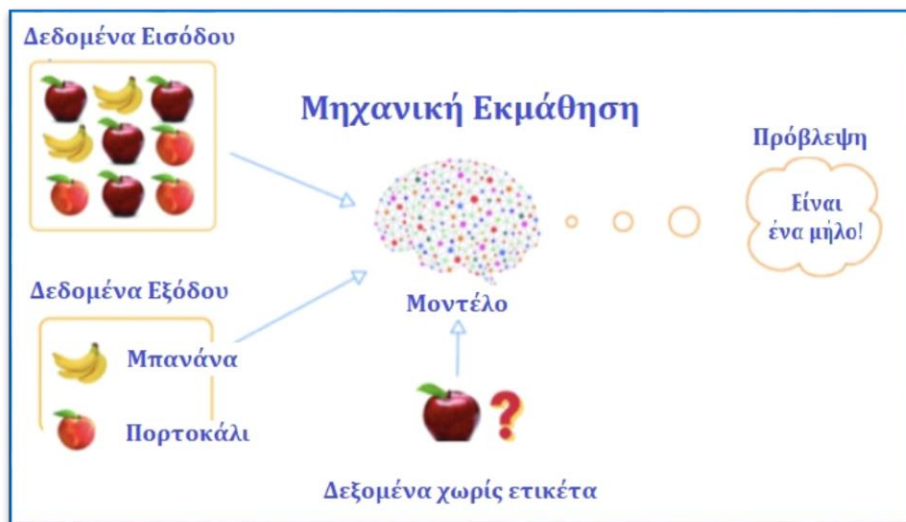 Δεδομένα Εισόδου
Μηχανική Εκμάθηση
Πρόβλεψη
Είναι
ένα μήλο!
Δεδομένα Εξόδου
Μπανάνα
Πορτοκάλι
Μοντέλο
?
Δεξομένα χωρίς ετικέτα